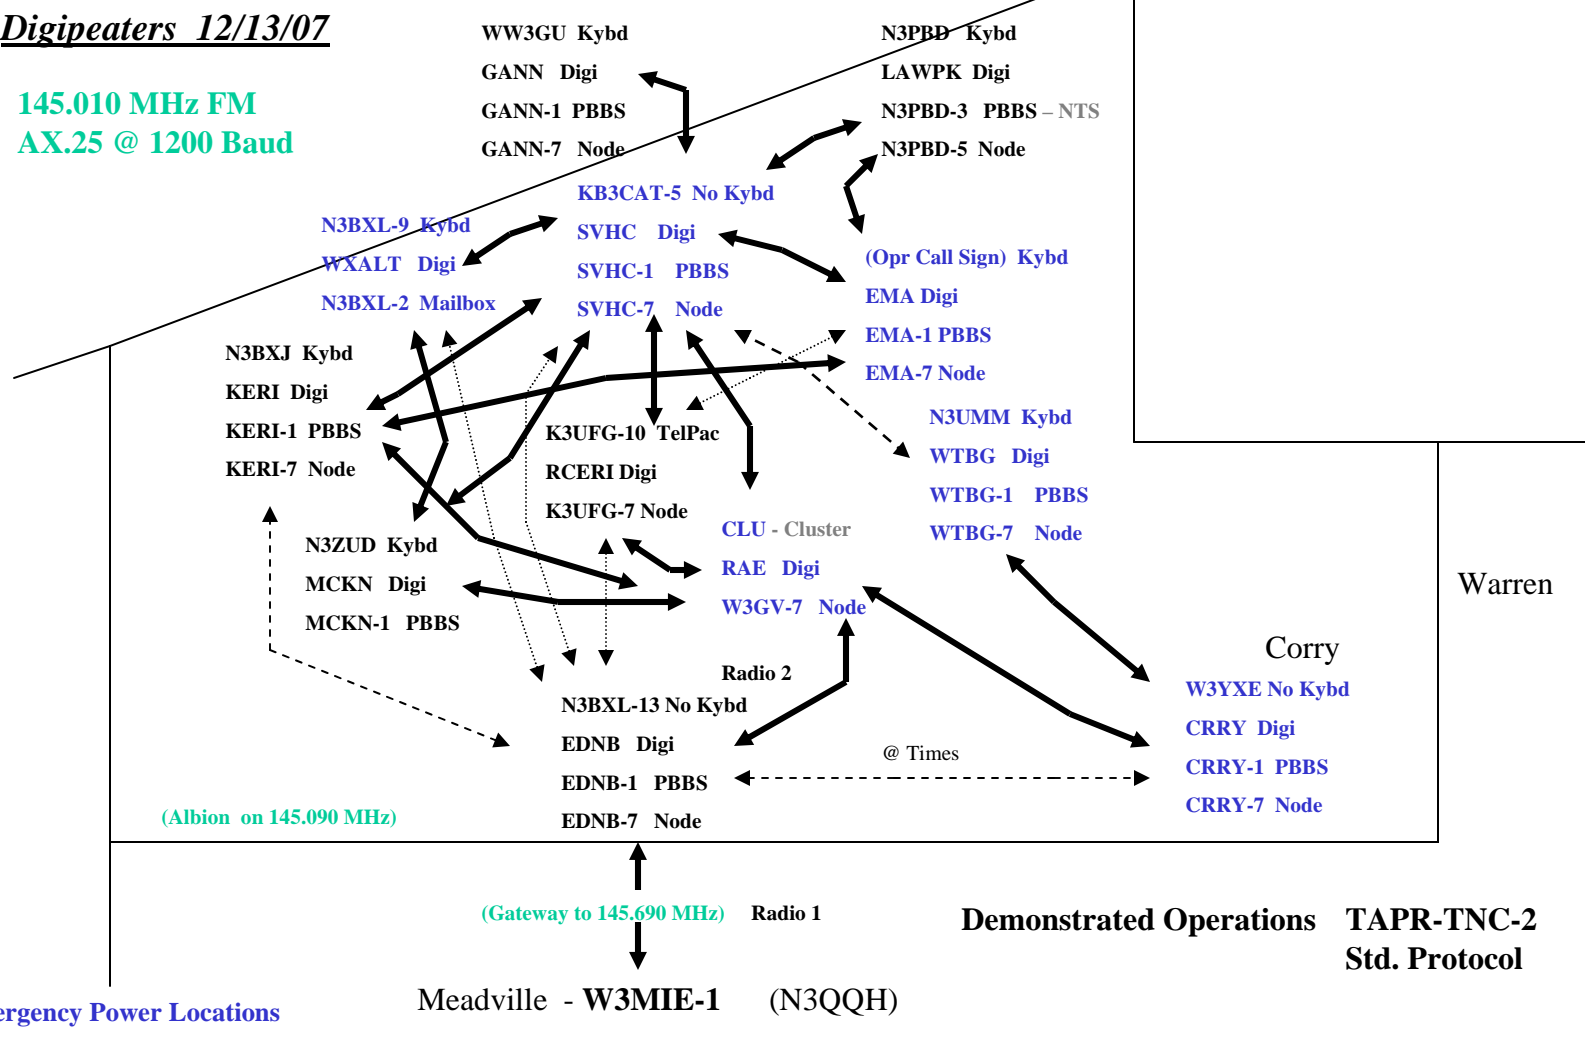 Digipeaters 12/13/07
145.010 MHz FM
AX.25 @ 1200 Baud
WW3GU Kybd
GANN Digi
GANN-1 PBBS
GANN-7 Node
N3PBD Kybd
LAWPK Digi
N3PBD-3 PBBS – NTS
N3PBD-5 Node
KB3CAT-5 No Kybd
SVHC Digi
SVHC-1 PBBS
SVHC-7 Node
N3BXL-9 Kybd
WXALT Digi
N3BXL-2 Mailbox
(Opr Call Sign) Kybd
EMA Digi
EMA-1 PBBS
EMA-7 Node
N3BXJ Kybd
KERI Digi
KERI-1 PBBS
KERI-7 Node
K3UFG-10 TelPac
RCERI Digi
K3UFG-7 Node
N3UMM Kybd
WTBG Digi
WTBG-1 PBBS
WTBG-7 Node
N3ZUD Kybd
MCKN Digi
MCKN-1 PBBS
CLU - Cluster
RAE Digi
W3GV-7 Node
Warren
Corry
W3YXE No Kybd
CRRY Digi
CRRY-1 PBBS
CRRY-7 Node
Radio 2
N3BXL-13 No Kybd
EDNB Digi
EDNB-1 PBBS
EDNB-7 Node
@ Times
(Albion on 145.090 MHz)
(Gateway to 145.690 MHz) Radio 1
Demonstrated Operations TAPR-TNC-2
Std. Protocol
Meadville - W3MIE-1 (N3QQH)
ergency Power Locations